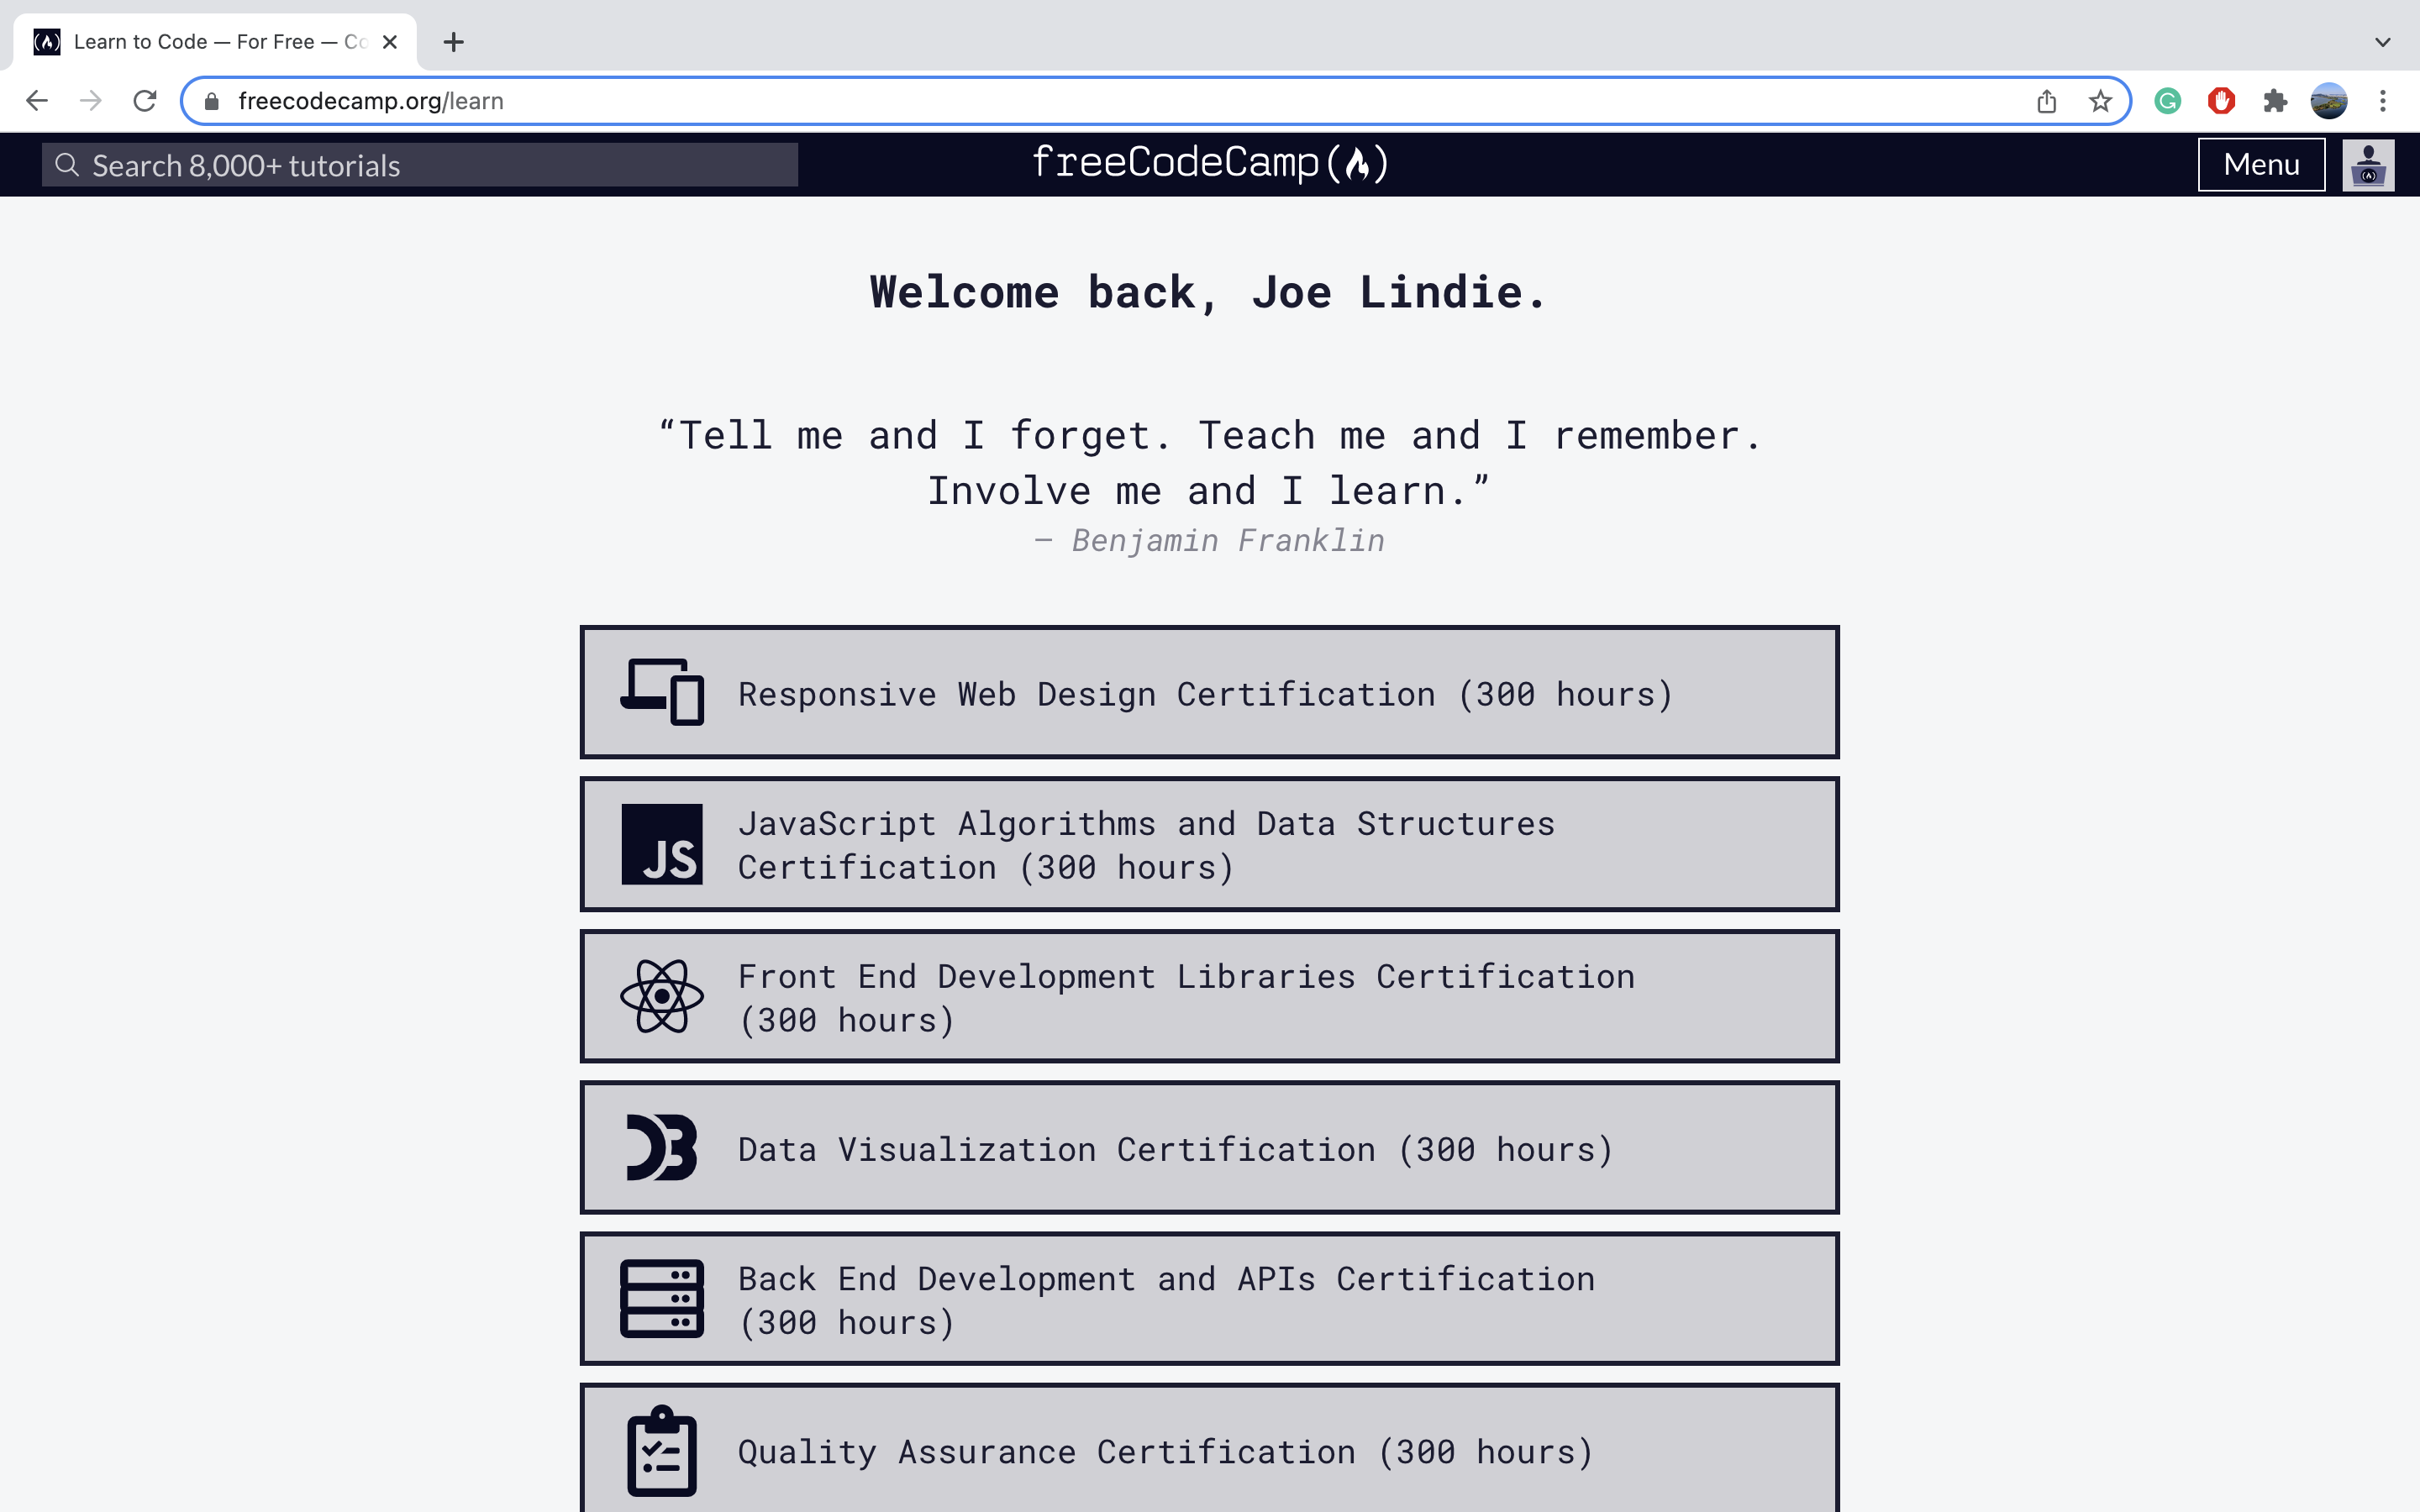 Learn to Code — For Free — Co
freecodecamp.org/learn
Search 8,000+ tutorials
freeCodeCamp
Menu
Welcome back, Joe Lindie.
“Tell me and I forget. Teach me and I remember.
Involve me and I learn.”
— Benjamin Franklin
Responsive Web Design Certification (300 hours)
JS
JavaScript Algorithms and Data Structures
Certification (300 hours)
Front End Development Libraries Certification
(300 hours)
Data Visualization Certification (300 hours)
Back End Development and APIs Certification
(300 hours)
Quality Assurance Certification (300 hours)